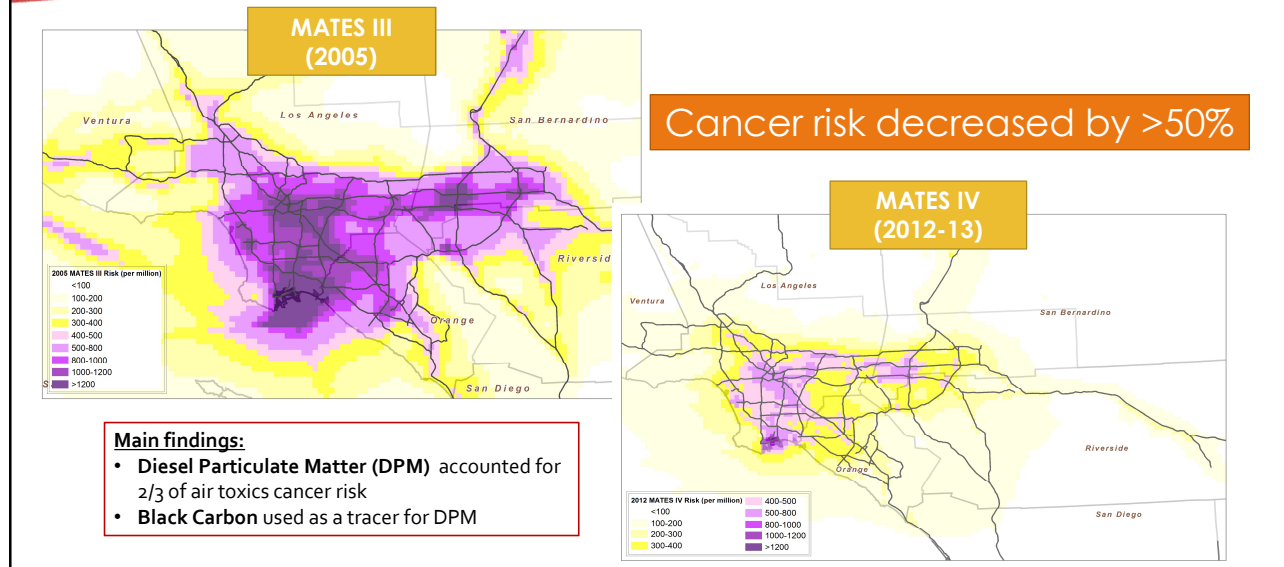 MATES III
(2005)
Ventura
Los Angeles
San Bernardino
Riversid
Orange
San Diego
S
2005 MATES III Risk (per million)
<100
100-200
200-300
300-400
400-500
500-800
800-1000
1000-1200
>1200
Cancer risk decreased by >50%
MATES IV
(2012-13)
Ventura
Los Angeles
San Bernardino
Riverside
Orange
San Diego
2012 MATES IV Risk (per million)
<100
100-200
200-300
300-400
400-500
500-800
800-1000
1000-1200
>1200
Main findings:
• Diesel Particulate Matter (DPM) accounted for
2/3 of air toxics cancer risk
• Black Carbon used as a tracer for DPM